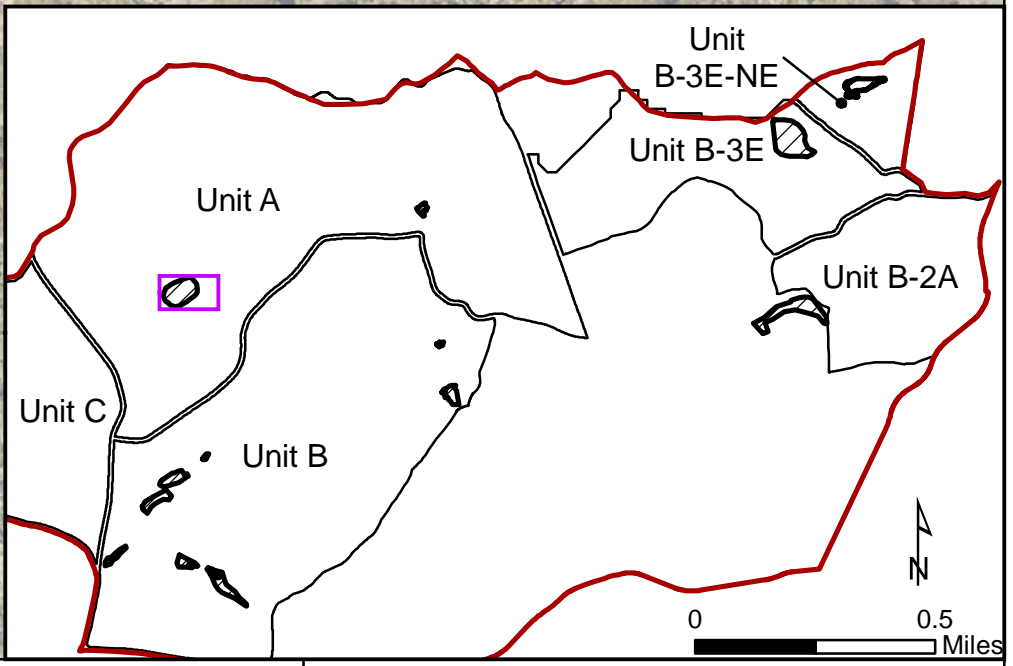 Unit
B-3E-NE
Unit B-3E
Unit A
Unit B-2A
Unit C
Unit B
N
0 0.5
Miles